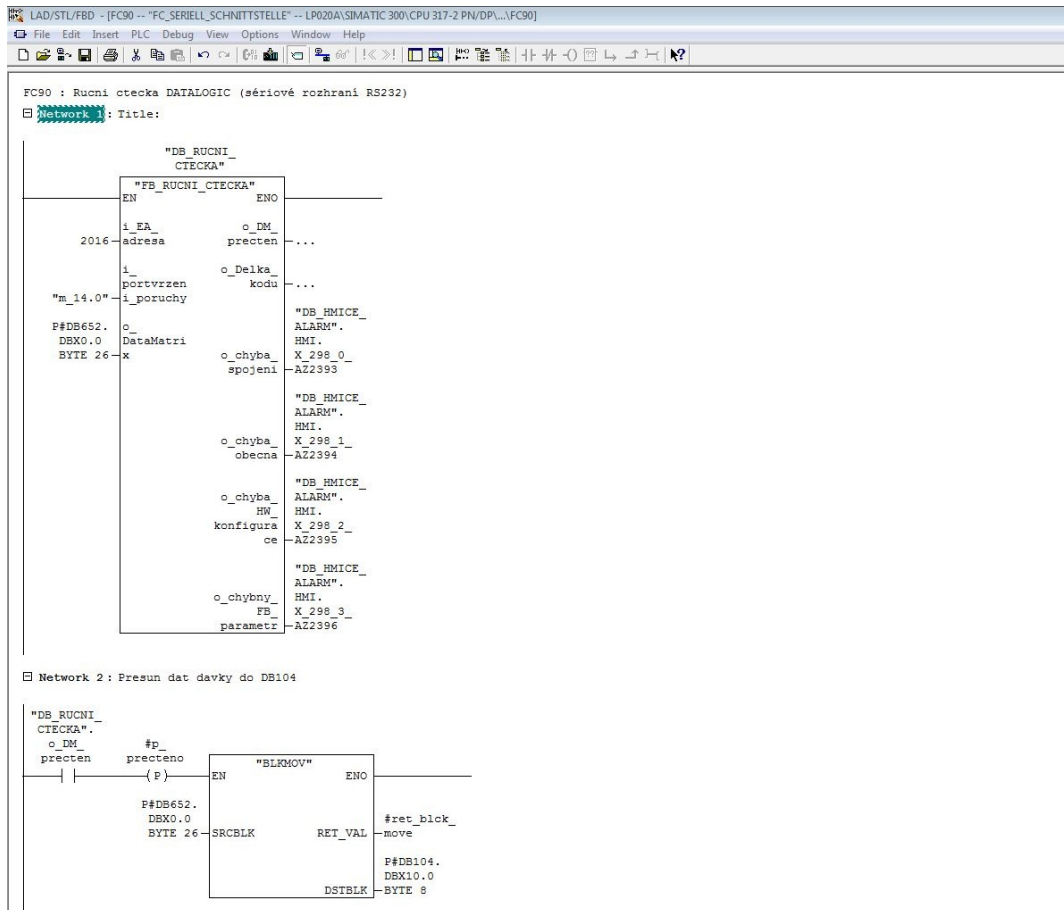 LAD/STL/FBD - [FC90 -- "FC_SERIELL_SCHNITTSTELLE" -- LP020A\SIMATIC 300\CPU 317-2 PN/DP\...\FC90]
File Edit Insert PLC Debug View Options Window Help
FC90 : Rucni ctecka DATALOGIC (sériové rozhraní RS232)
Network 1: Title:
"DB_RUCNI_
CTECKA"
"FB_RUCNI_CTECKA"
EN ENO
i_EA_ o_DM_
2016 adresa precten ...
i_ o_Delka_
portvrzen kodu ...
"m_14.0" i_poruchy
"DB_HMICE_
P#DB652. o_ ALARM".
DBX0.0 DataMatri HMI.
BYTE 26 x o_chyba_ X_298_0_
spojeni AZ2393
"DB_HMICE_
ALARM".
HMI.
o_chyba_ X_298_1_
obecna AZ2394
"DB_HMICE_
o_chyba_ ALARM".
HW_ HMI.
konfigura X_298_2_
ce AZ2395
"DB_HMICE_
ALARM".
o_chybny_ HMI.
FB_ X_298_3_
parametr AZ2396
Network 2 : Presun dat davky do DB104
"DB_RUCNI_
CTECKA".
o_DM_ #p_
precten precteno "BLKMOV"
(P) EN ENO
P#DB652.
DBX0.0 #ret_blck_
BYTE 26 SRCBLK RET_VAL move
P#DB104.
DBX10.0
DSTBLK BYTE 8